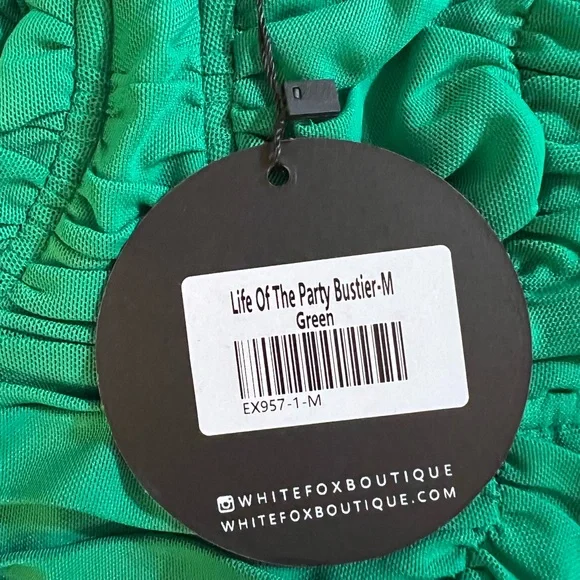 Life Of The Party Bustier-M
Green
EX957-1-M
WHITEFOXBOUTIQUE
WHITEFOXBOUTIQUE.COM